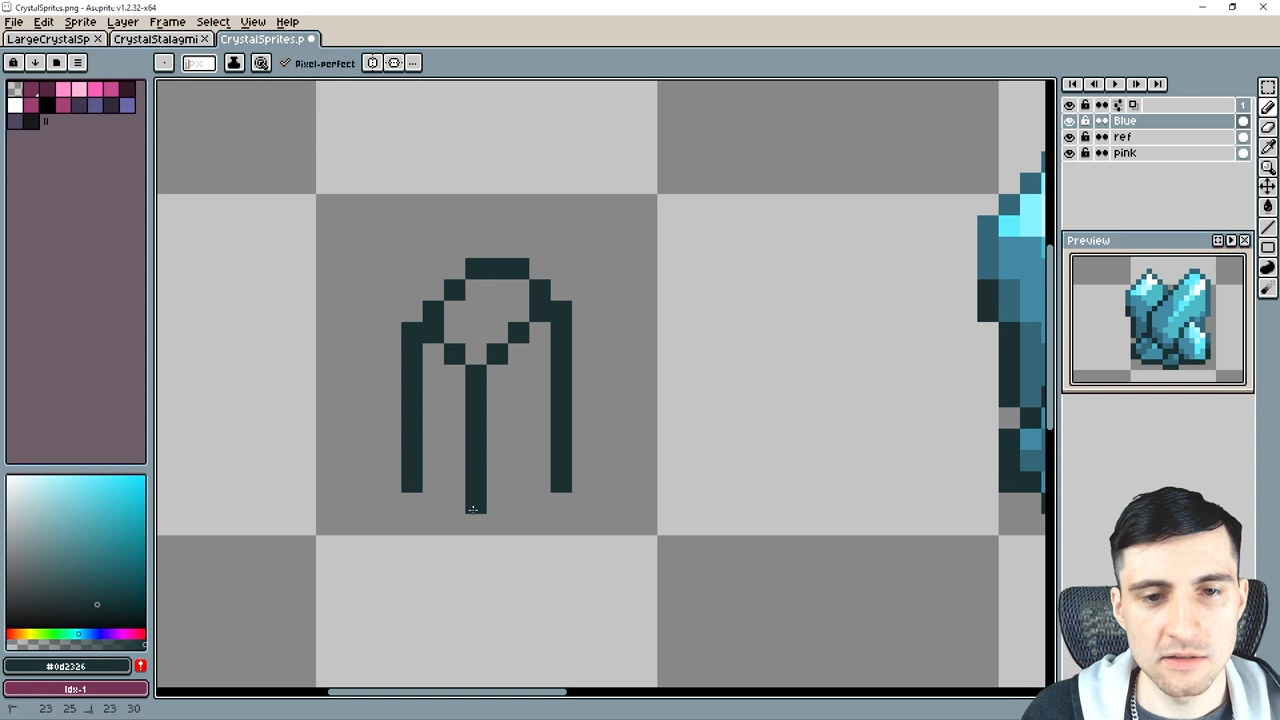 CrystalSprites.png - Aseprite v1.2.32-x64
File Edit Sprite Layer Frame Select View Help
LargeCrystalSp CrystalStalagmi CrystalSprites.p
Pixel-perfect
1
Blue
ref
pink
Preview
#0d2326
Idx-1
23 25 23 30